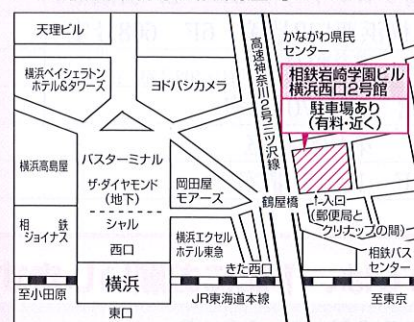 天理ビル
横浜ベイシェラトン
ホテル&タワーズ
ヨドバシカメラ
高速神奈川2号三ツ沢線
かながわ県民
センター
相鉄岩崎学園ビル
横浜西口2号館
駐車場あり
(有料・近く)
横浜高島屋
バスターミナル
ザ・ダイヤモンド
(地下)
岡田屋
モアーズ
鶴屋橋
←入口
(郵便局と
クリナップの間)
相鉄
ジョイナス
シャル
西口
横浜エクセル
ホテル東急
きた西口
相鉄バス
センター
横浜
至小田原
JR東海道本線
至東京
東口